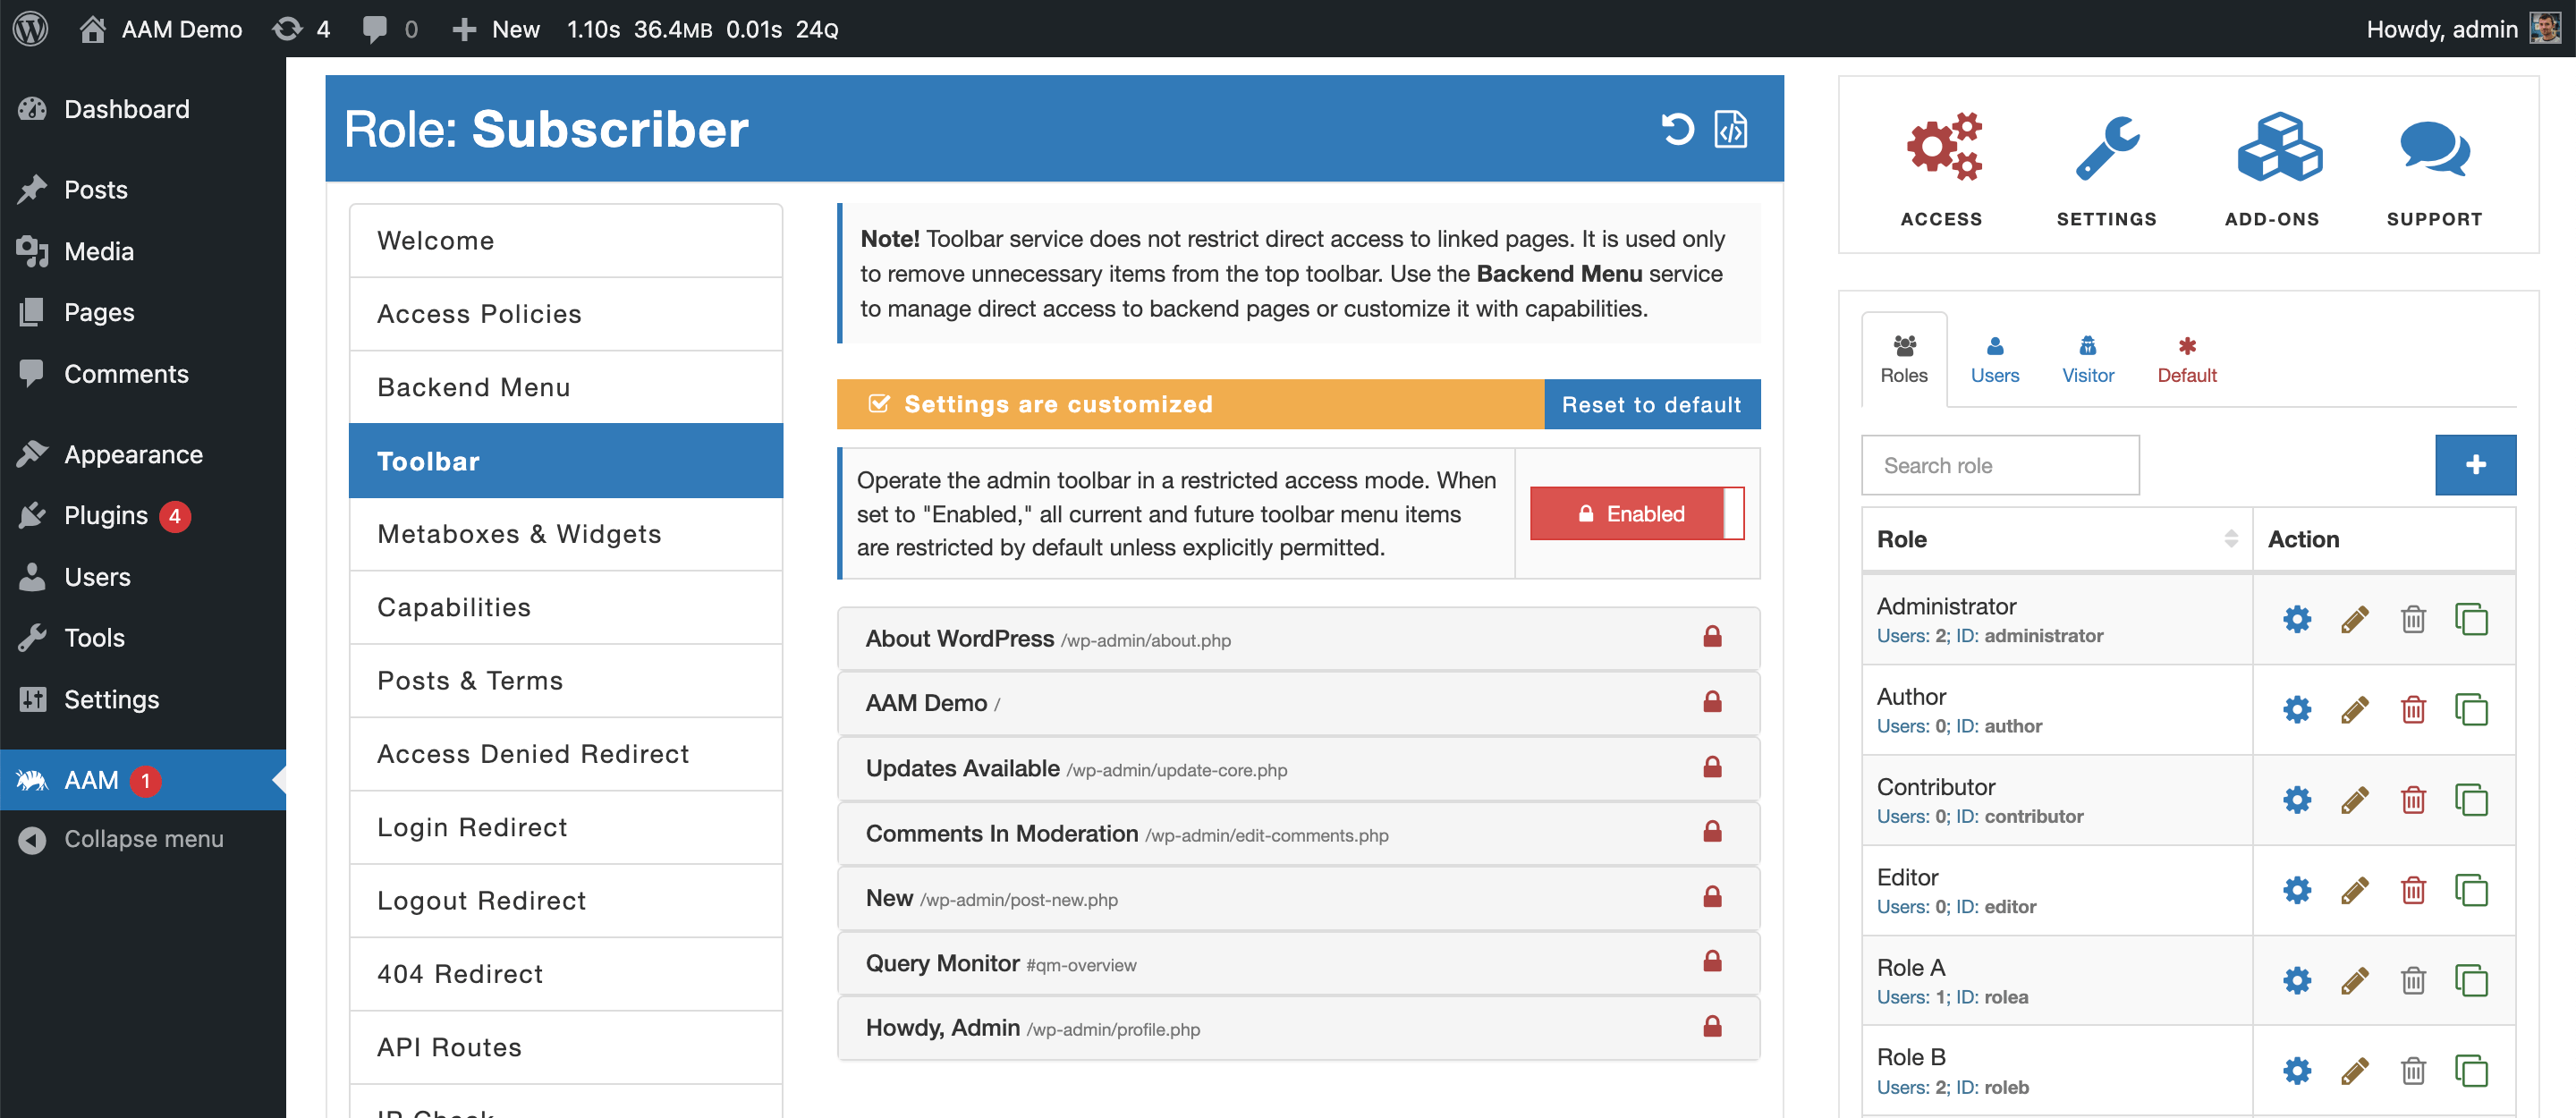 AAM Demo 4 0 New 1.10s 36.4MB 0.01s 24Q Howdy, admin
Dashboard
Posts
Media
Pages
Comments
Appearance
Plugins 4
Users
Tools
Settings
AAM 1
Collapse menu
Role: Subscriber
Welcome
Access Policies
Backend Menu
Toolbar
Metaboxes & Widgets
Capabilities
Posts & Terms
Access Denied Redirect
Login Redirect
Logout Redirect
404 Redirect
API Routes
IP Check
Note! Toolbar service does not restrict direct access to linked pages. It is used only
to remove unnecessary items from the top toolbar. Use the Backend Menu service
to manage direct access to backend pages or customize it with capabilities.
Settings are customized
Reset to default
Operate the admin toolbar in a restricted access mode. When
set to "Enabled," all current and future toolbar menu items
are restricted by default unless explicitly permitted.
Enabled
About WordPress /wp-admin/about.php
AAM Demo /
Updates Available /wp-admin/update-core.php
Comments In Moderation /wp-admin/edit-comments.php
New /wp-admin/post-new.php
Query Monitor #qm-overview
Howdy, Admin /wp-admin/profile.php
ACCESS SETTINGS ADD-ONS SUPPORT
Roles Users Visitor Default
Search role
Role Action
Administrator
Users: 2; ID: administrator
Author
Users: 0; ID: author
Contributor
Users: 0; ID: contributor
Editor
Users: 0; ID: editor
Role A
Users: 1; ID: rolea
Role B
Users: 2; ID: roleb